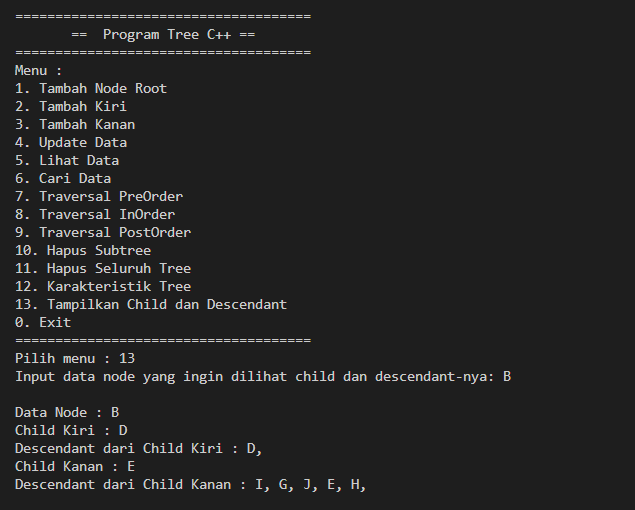 =====================================
== Program Tree C++ ==
=====================================
Menu :
1. Tambah Node Root
2. Tambah Kiri
3. Tambah Kanan
4. Update Data
5. Lihat Data
6. Cari Data
7. Traversal PreOrder
8. Traversal InOrder
9. Traversal PostOrder
10. Hapus Subtree
11. Hapus Seluruh Tree
12. Karakteristik Tree
13. Tampilkan Child dan Descendant
0. Exit
=====================================
Pilih menu : 13
Input data node yang ingin dilihat child dan descendant-nya: B
Data Node : B
Child Kiri : D
Descendant dari Child Kiri : D,
Child Kanan : E
Descendant dari Child Kanan : I, G, J, E, H,